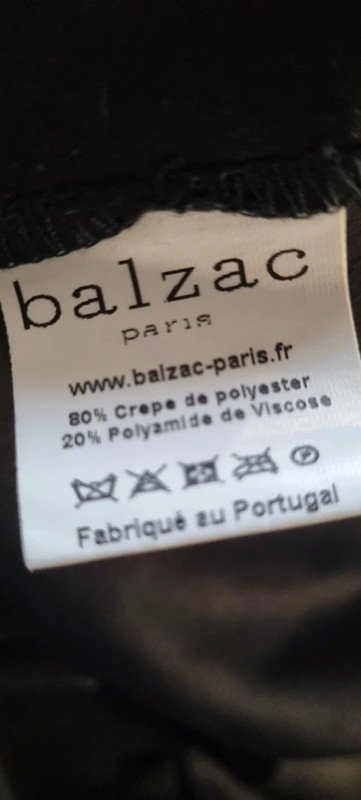 balzac
paris
www.balzac-paris.fr
80% Crepe de polyester
20% Polyamide de Viscose
P
Fabriqué au Portugal